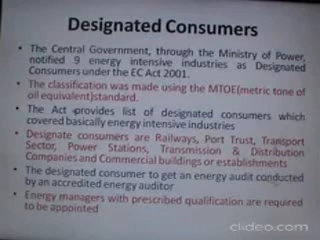 Designated Consumers
• The Central Government, through the Ministry of Power,
notified 9 energy intensive industries as Designated
Consumers under the EC Act 2001.
• The classification was made using the MTOE(metric tone of
oil equivalent)standard.
• The Act provides list of designated consumers which
covered basically energy intensive industries
• Designate consumers are Railways, Port Trust, Transport
Sector, Power Stations, Transmission & Distribution
Companies and Commercial buildings or establishments
• The designated consumer to get an energy audit conducted
by an accredited energy auditor
• Energy managers with prescribed qualification are required
to be appointed
clideo.com